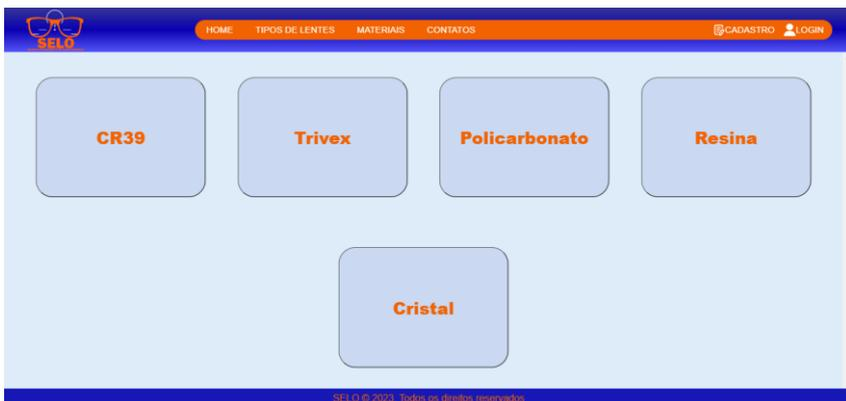 SELO
HOME TIPOS DE LENTES MATERIAIS CONTATOS CADASTRO LOGIN
CR39 Trivex Policarbonato Resina
Cristal
SELO © 2023. Todos os direitos reservados